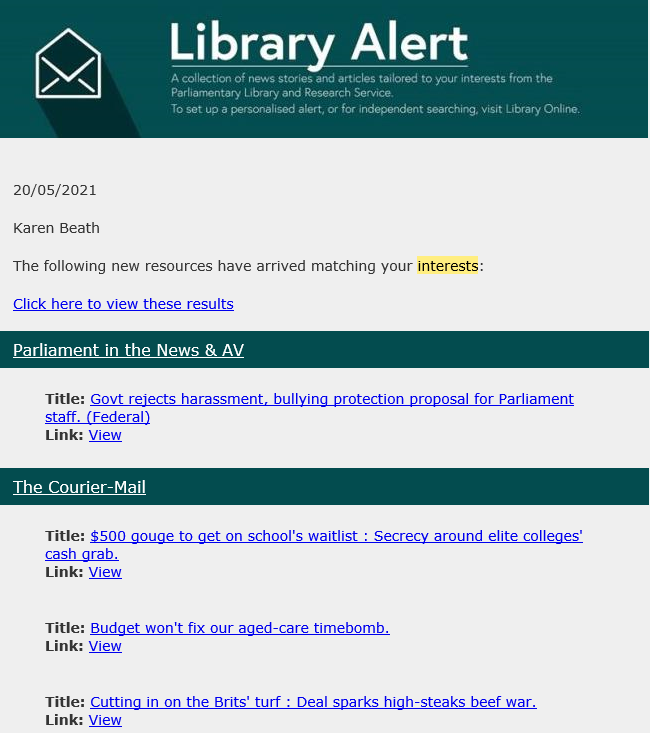 Library Alert
A collection of news stories and articles tailored to your interests from the
Parliamentary Library and Research Service.
To set up a personalised alert, or for independent searching, visit Library Online.
20/05/2021
Karen Beath
The following new resources have arrived matching your interests:
Click here to view these results
Parliament in the News & AV
Title: Govt rejects harassment, bullying protection proposal for Parliament
staff. (Federal)
Link: View
The Courier-Mail
Title: $500 gouge to get on school's waitlist : Secrecy around elite colleges'
cash grab.
Link: View
Title: Budget won't fix our aged-care timebomb.
Link: View
Title: Cutting in on the Brits' turf : Deal sparks high-steaks beef war.
Link: View